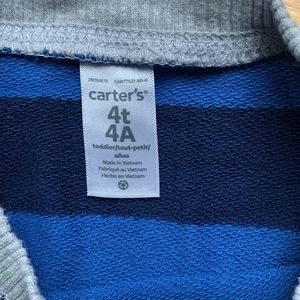 carter's®
4t
4A
toddler/tout-petit/
años
Made in Vietnam
Fabriqué au Vietnam
Hecho en Vietnam